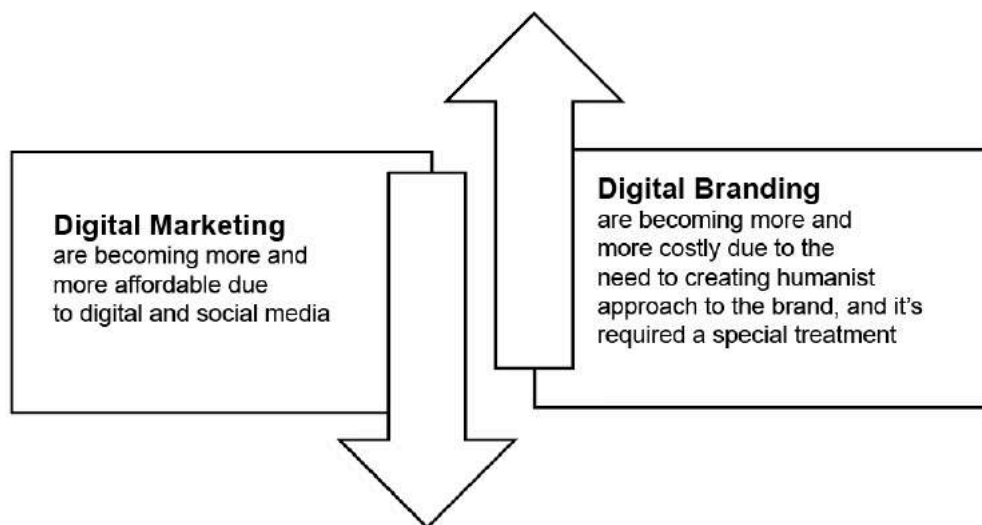 Digital Marketing
are becoming more and
more affordable due
to digital and social media
Digital Branding
are becoming more and
more costly due to the
need to creating humanist
approach to the brand, and it's
required a special treatment